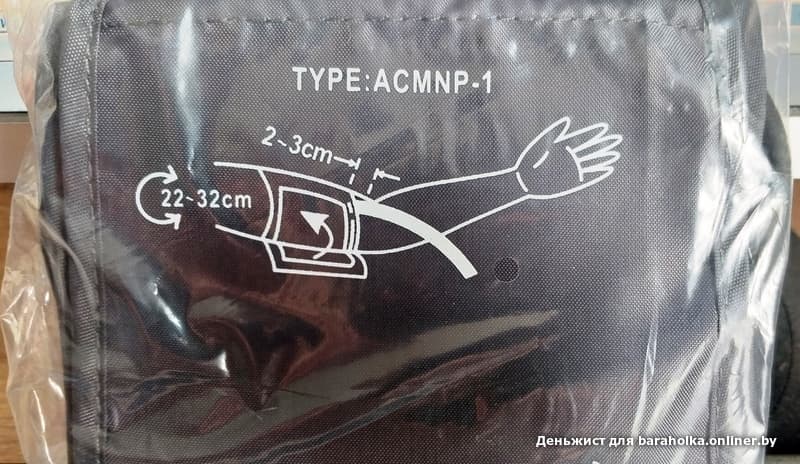 TYPE:ACMNP-1
2~3cm
22~32cm
Деньжист для baraholka.onliner.by